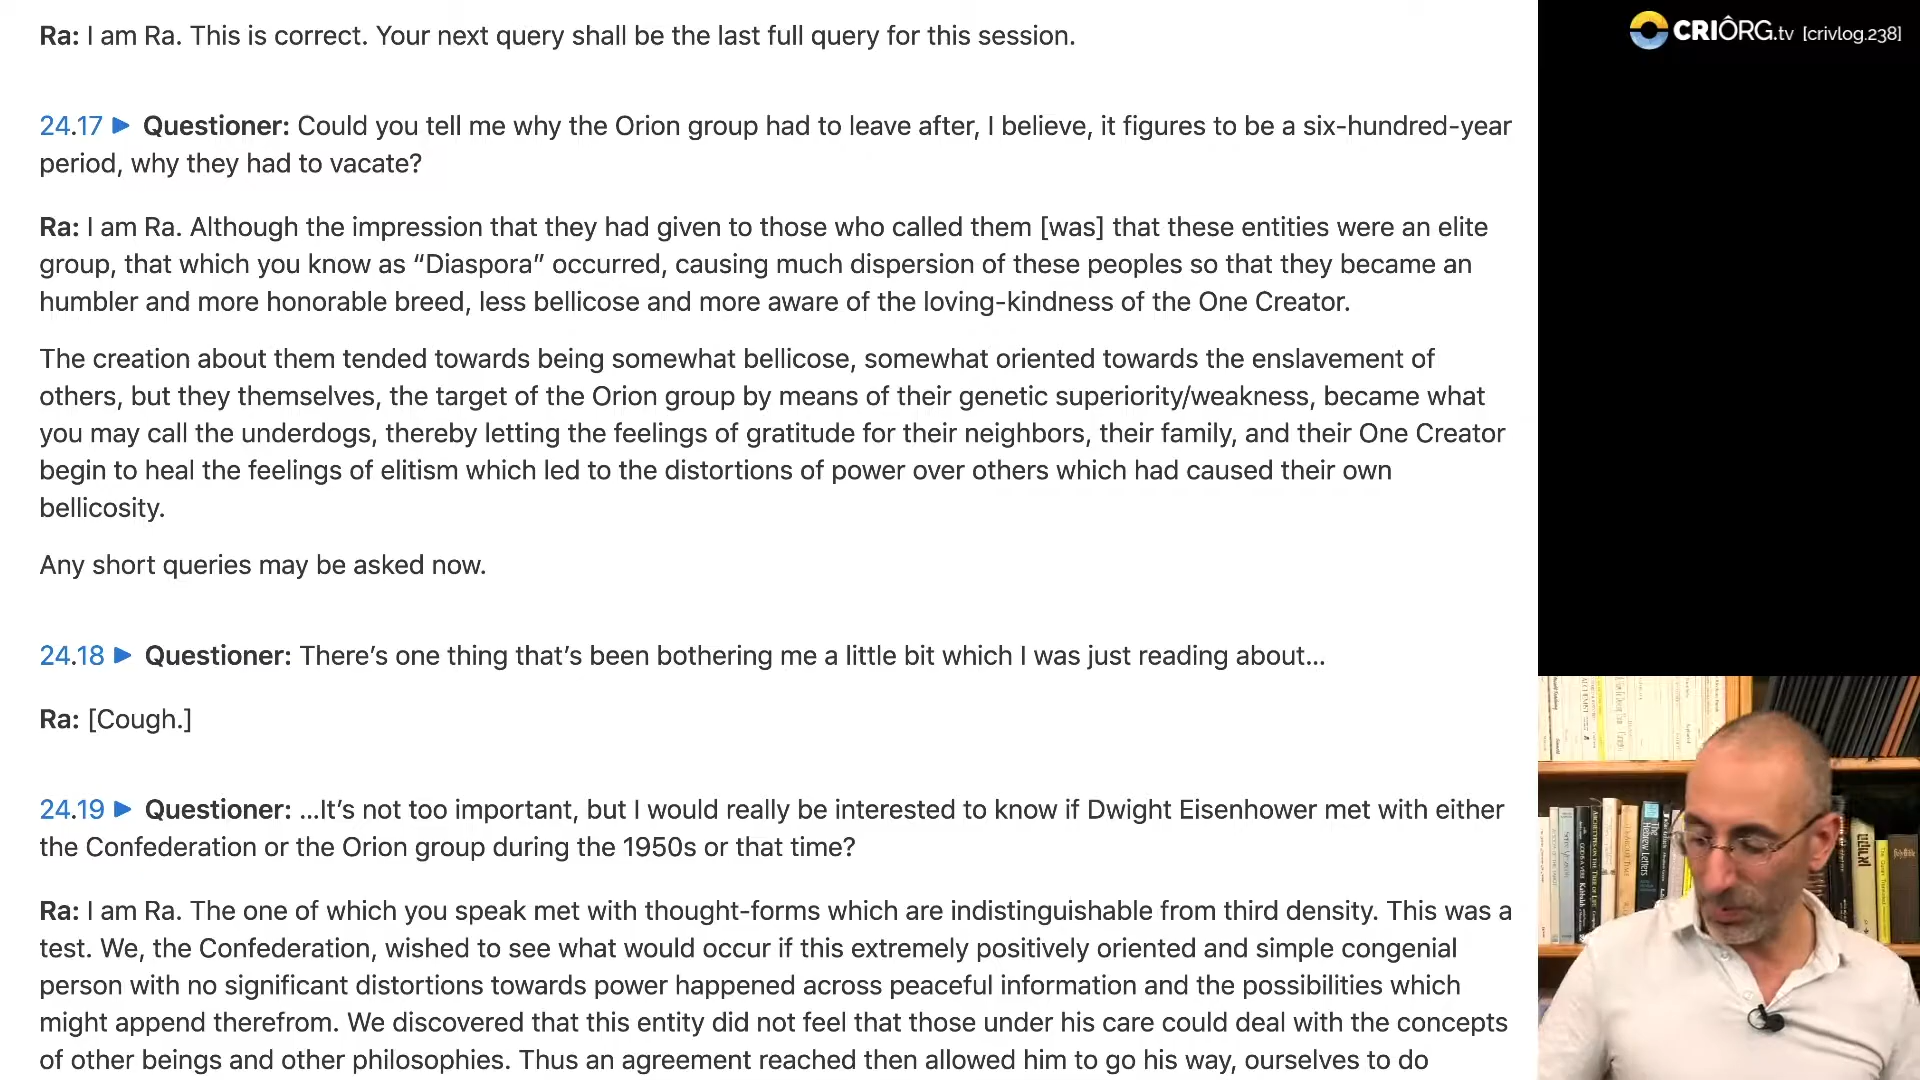 CRIÔRG.tv [crivlog.238]
Ra: I am Ra. This is correct. Your next query shall be the last full query for this session.
24.17 ► Questioner: Could you tell me why the Orion group had to leave after, I believe, it figures to be a six-hundred-year
period, why they had to vacate?
Ra: I am Ra. Although the impression that they had given to those who called them [was] that these entities were an elite
group, that which you know as “Diaspora” occurred, causing much dispersion of these peoples so that they became an
humbler and more honorable breed, less bellicose and more aware of the loving-kindness of the One Creator.
The creation about them tended towards being somewhat bellicose, somewhat oriented towards the enslavement of
others, but they themselves, the target of the Orion group by means of their genetic superiority/weakness, became what
you may call the underdogs, thereby letting the feelings of gratitude for their neighbors, their family, and their One Creator
begin to heal the feelings of elitism which led to the distortions of power over others which had caused their own
bellicosity.
Any short queries may be asked now.
24.18 ► Questioner: There’s one thing that’s been bothering me a little bit which I was just reading about…
Ra: [Cough.]
24.19 ► Questioner: …It’s not too important, but I would really be interested to know if Dwight Eisenhower met with either
the Confederation or the Orion group during the 1950s or that time?
Ra: I am Ra. The one of which you speak met with thought-forms which are indistinguishable from third density. This was a
test. We, the Confederation, wished to see what would occur if this extremely positively oriented and simple congenial
person with no significant distortions towards power happened across peaceful information and the possibilities which
might append therefrom. We discovered that this entity did not feel that those under his care could deal with the concepts
of other beings and other philosophies. Thus an agreement reached then allowed him to go his way, ourselves to do
The Hebrew Letters
Holy Bible